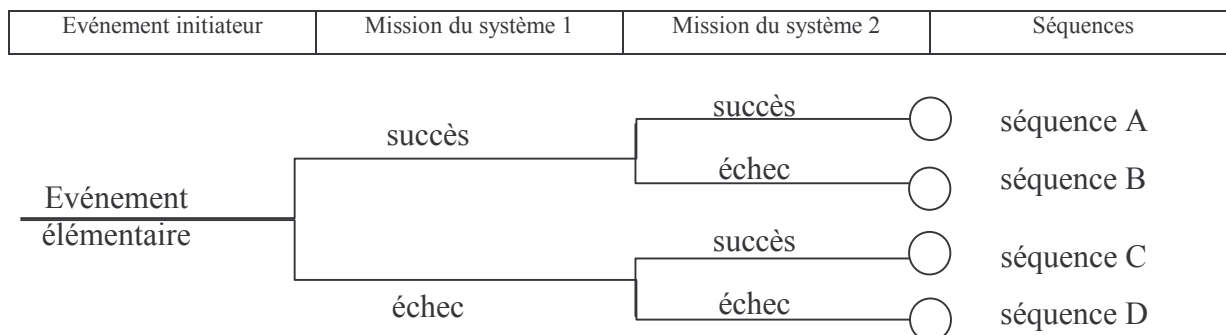 Evénement initiateur Mission du système 1 Mission du système 2 Séquences
succès séquence A
succès
échec séquence B
Evénement
élémentaire
succès séquence C
échec
échec séquence D